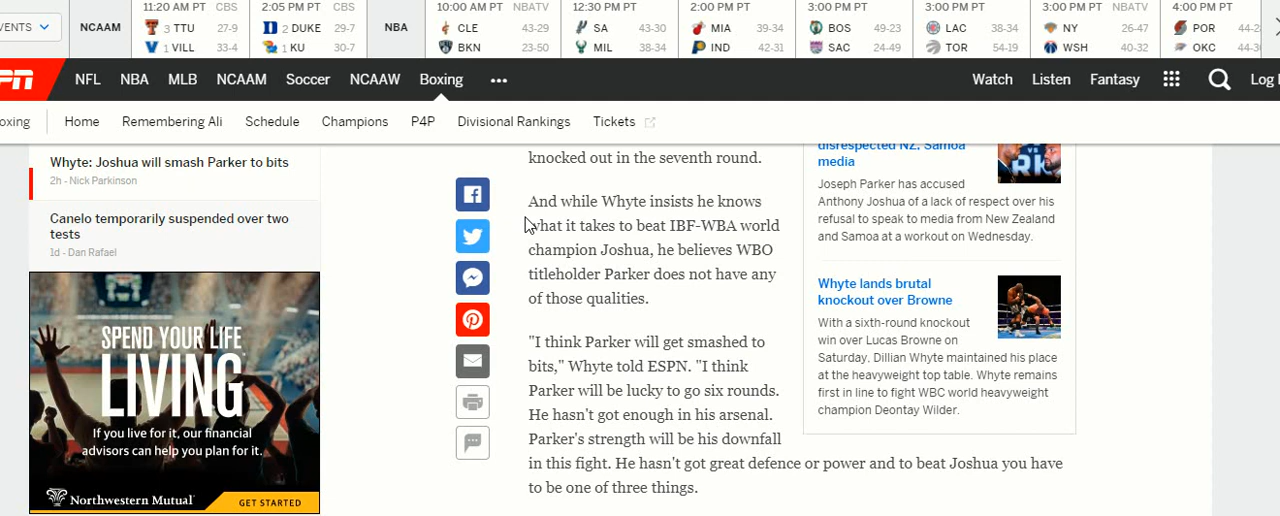 VENTS
NCAAM
11:20 AM PT CBS
3 TTU 27-9
1 VILL 33-4
2:05 PM PT CBS
2 DUKE 29-7
1 KU 30-7
NBA
10:00 AM PT NBATV
CLE 43-29
BKN 23-50
12:30 PM PT
SA 43-30
MIL 38-34
2:00 PM PT
MIA 39-34
IND 42-31
3:00 PM PT
BOS 49-23
SAC 24-49
3:00 PM PT
LAC 38-34
TOR 54-19
3:00 PM PT NBATV
NY 26-47
WSH 40-32
4:00 PM PT
POR 44-2
OKC 44-3
NFL NBA MLB NCAAM Soccer NCAAW Boxing ••• Watch Listen Fantasy Log
oxing Home Remembering Ali Schedule Champions P4P Divisional Rankings Tickets
Whyte: Joshua will smash Parker to bits
2h - Nick Parkinson
Canelo temporarily suspended over two
tests
1d - Dan Rafael
SPEND YOUR LIFE
LIVING
If you live for it, our financial
advisors can help you plan for it.
Northwestern Mutual
GET STARTED
knocked out in the seventh round.
And while Whyte insists he knows
what it takes to beat IBF-WBA world
champion Joshua, he believes WBO
titleholder Parker does not have any
of those qualities.
"I think Parker will get smashed to
bits," Whyte told ESPN. "I think
Parker will be lucky to go six rounds.
He hasn't got enough in his arsenal.
Parker's strength will be his downfall
in this fight. He hasn't got great defence or power and to beat Joshua you have
to be one of three things.
disrespected NZ, Samoa
media
Joseph Parker has accused
Anthony Joshua of a lack of respect over his
refusal to speak to media from New Zealand
and Samoa at a workout on Wednesday.
Whyte lands brutal
knockout over Browne
With a sixth-round knockout
win over Lucas Browne on
Saturday, Dillian Whyte maintained his place
at the heavyweight top table. Whyte remains
first in line to fight WBC world heavyweight
champion Deontay Wilder.